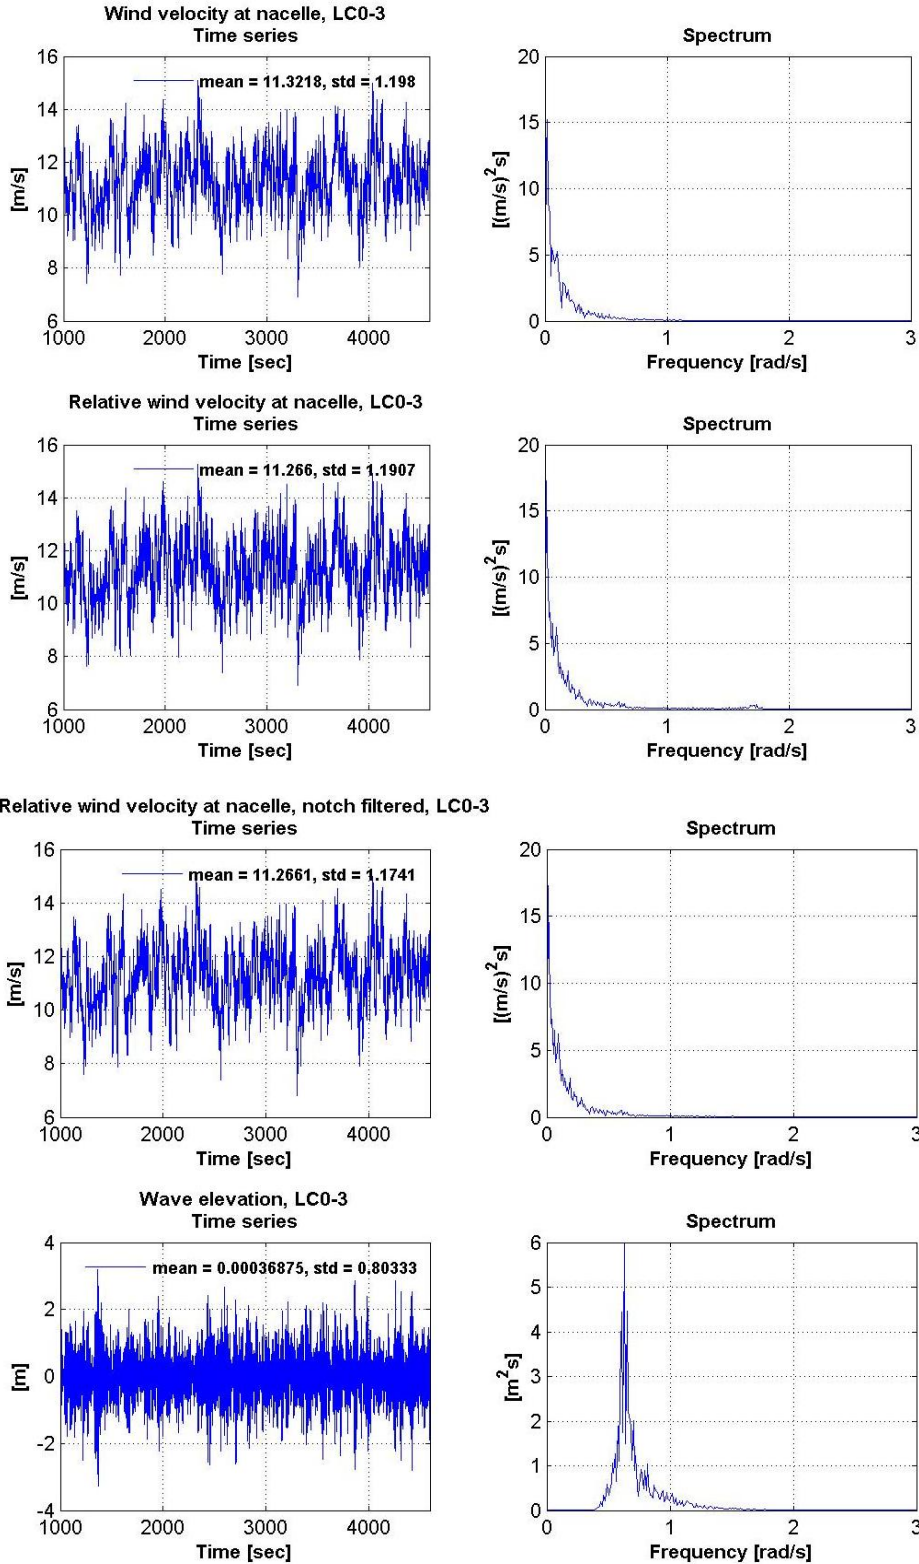 Wind velocity at nacelle, LC0-3
Time series
mean = 11.3218, std = 1.198
16
14
12
10
8
6
[m/s]
1000 2000 3000 4000
Time [sec]
Spectrum
20
15
10
5
0
[(m/s)²s]
0 1 2 3
Frequency [rad/s]
Relative wind velocity at nacelle, LC0-3
Time series
mean = 11.266, std = 1.1907
16
14
12
10
8
6
[m/s]
1000 2000 3000 4000
Time [sec]
Spectrum
20
15
10
5
0
[(m/s)²s]
0 1 2 3
Frequency [rad/s]
Relative wind velocity at nacelle, notch filtered, LC0-3
Time series
mean = 11.2661, std = 1.1741
16
14
12
10
8
6
[m/s]
1000 2000 3000 4000
Time [sec]
Spectrum
20
15
10
5
0
[(m/s)²s]
0 1 2 3
Frequency [rad/s]
Wave elevation, LC0-3
Time series
mean = 0.00036875, std = 0.80333
4
2
0
-2
-4
[m]
1000 2000 3000 4000
Time [sec]
Spectrum
6
5
4
3
2
1
0
[m²s]
0 1 2 3
Frequency [rad/s]